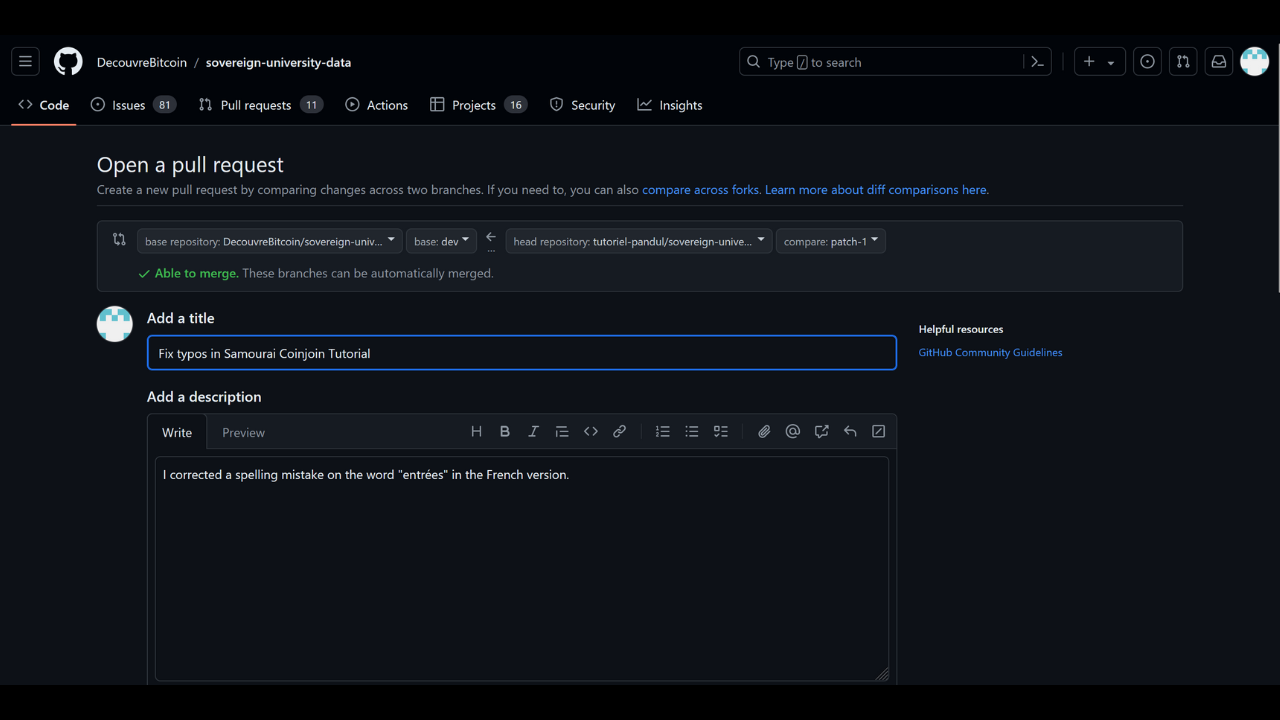 DecouvreBitcoin / sovereign-university-data
Type / to search
Code Issues 81 Pull requests 11 Actions Projects 16 Security Insights
Open a pull request
Create a new pull request by comparing changes across two branches. If you need to, you can also compare across forks. Learn more about diff comparisons here.
base repository: DecouvreBitcoin/sovereign-univ... base: dev ... head repository: tutoriel-pandul/sovereign-unive... compare: patch-1
Able to merge. These branches can be automatically merged.
Add a title
Fix typos in Samourai Coinjoin Tutorial
Helpful resources
GitHub Community Guidelines
Add a description
Write Preview
I corrected a spelling mistake on the word "entrées" in the French version.